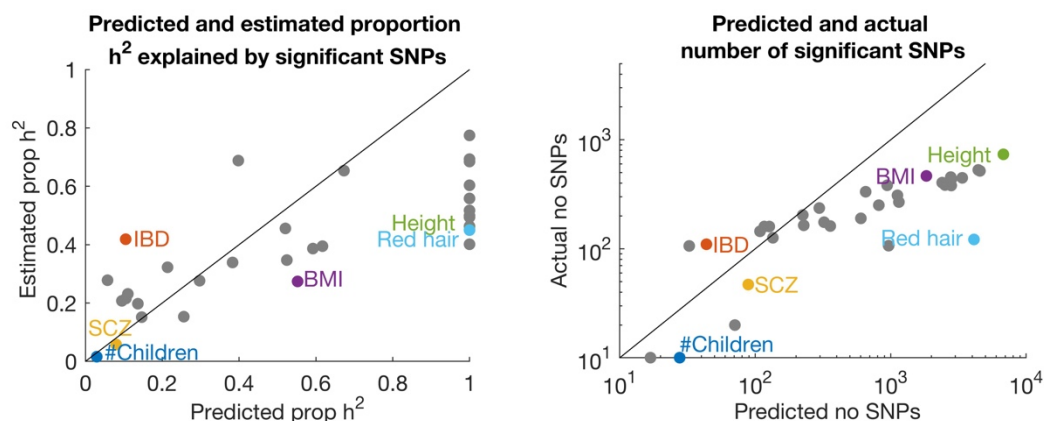 Predicted and estimated proportion
h² explained by significant SNPs
Estimated prop h²
1
0.8
0.6
0.4
0.2
0
IBD
Height
Red hair
BMI
SCZ
#Children
0 0.2 0.4 0.6 0.8 1
Predicted prop h²
Predicted and actual
number of significant SNPs
Actual no SNPs
10³
10²
10¹
Height
BMI
IBD
Red hair
SCZ
#Children
10¹ 10² 10³ 10⁴
Predicted no SNPs